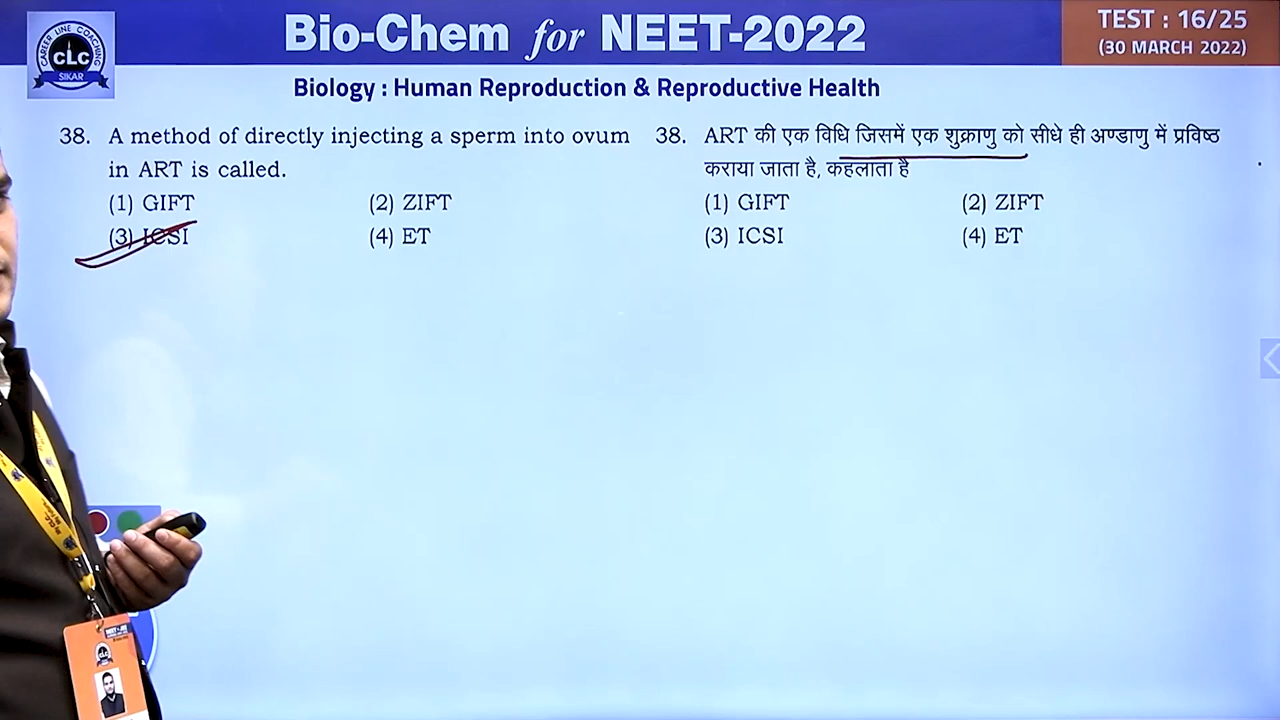 CAREER LINE COACHING
CLC
SIKAR
Bio-Chem for NEET-2022
TEST : 16/25
(30 MARCH 2022)
Biology : Human Reproduction & Reproductive Health
38. A method of directly injecting a sperm into ovum
in ART is called.
(1) GIFT (2) ZIFT
(3) ICSI (4) ET
38. ART की एक विधि जिसमें एक शुक्राणु को सीधे ही अण्डाणु में प्रविष्ठ
कराया जाता है, कहलाता है
(1) GIFT (2) ZIFT
(3) ICSI (4) ET
CLC